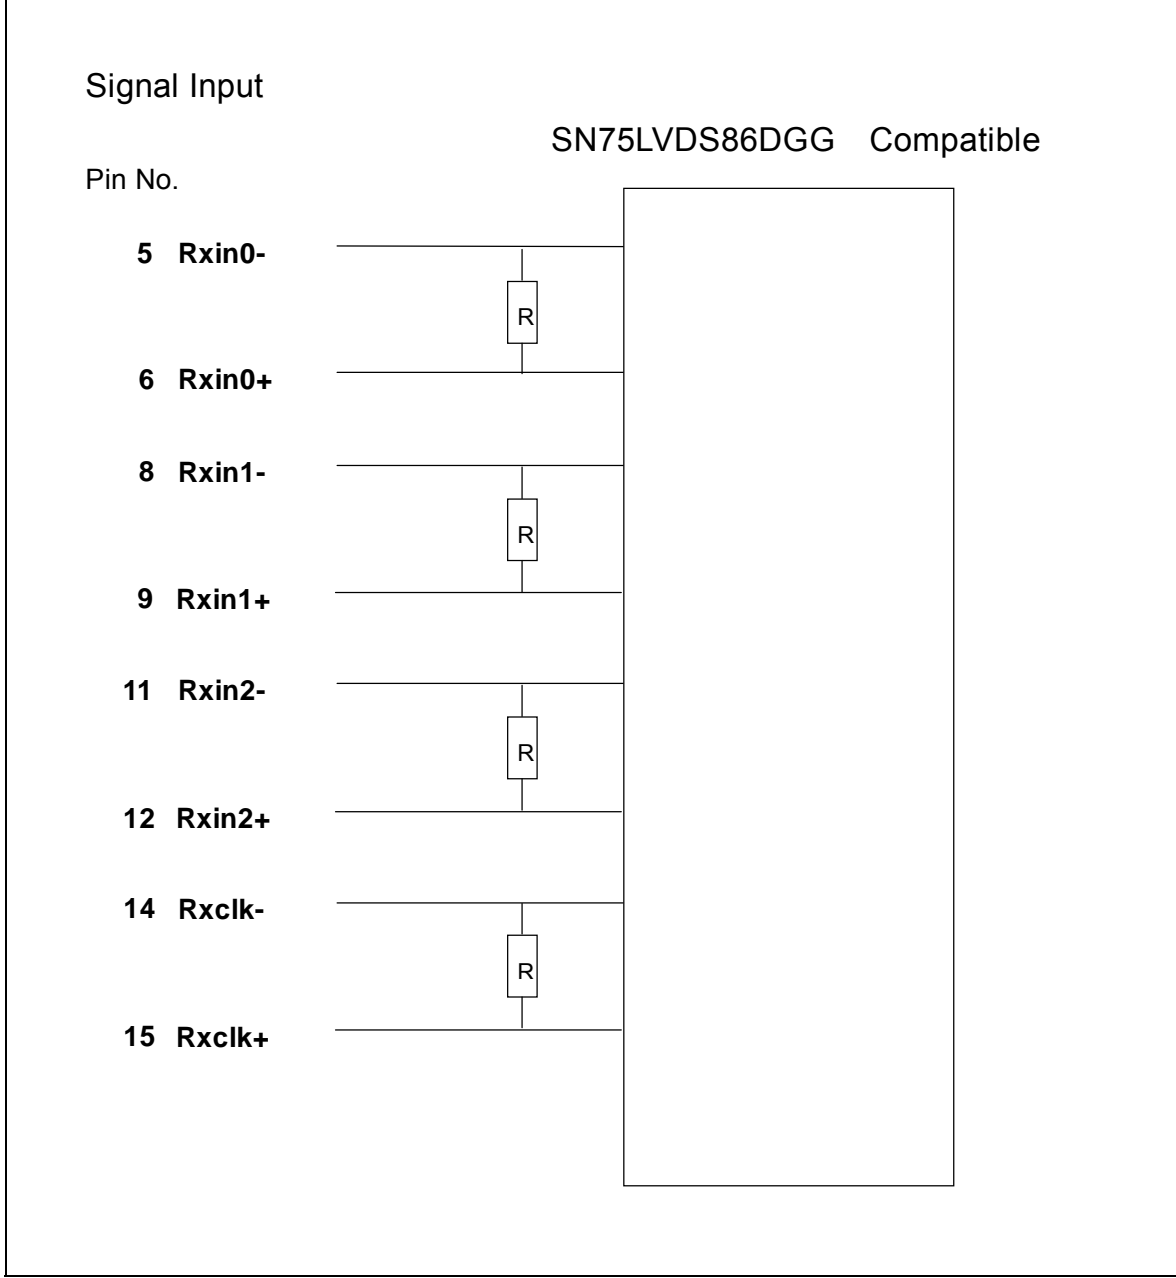 Signal Input
SN75LVDS86DGG Compatible
Pin No.
5 Rxin0-
R
6 Rxin0+
8 Rxin1-
R
9 Rxin1+
11 Rxin2-
R
12 Rxin2+
14 Rxclk-
R
15 Rxclk+